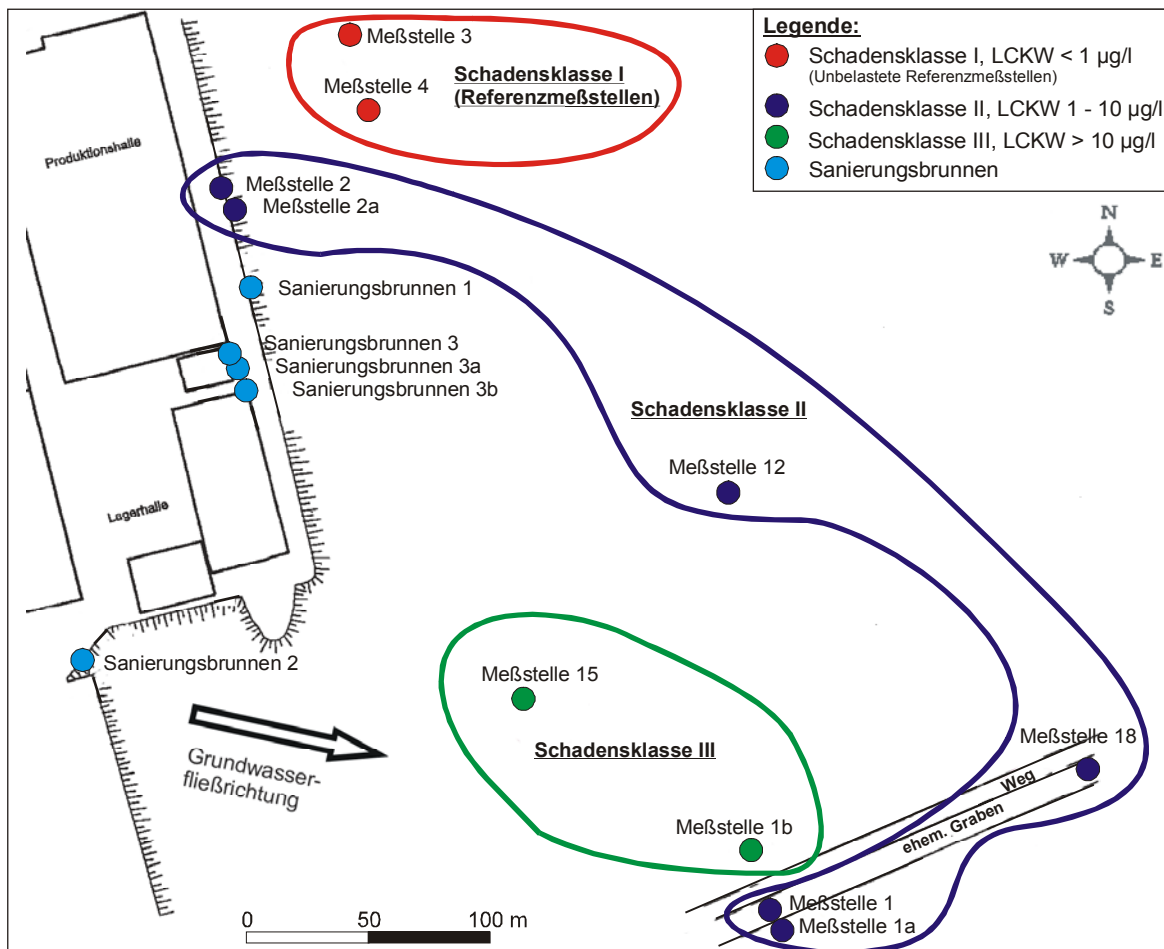 Meßstelle 3
Meßstelle 4
Schadensklasse I
(Referenzmeßstellen)
Legende:
Schadensklasse I, LCKW < 1 µg/l
(Unbelastete Referenzmeßstellen)
Schadensklasse II, LCKW 1 - 10 µg/l
Schadensklasse III, LCKW > 10 µg/l
Sanierungsbrunnen
Produktionshalle
Meßstelle 2
Meßstelle 2a
N
W
E
S
Sanierungsbrunnen 1
Sanierungsbrunnen 3
Sanierungsbrunnen 3a
Sanierungsbrunnen 3b
Schadensklasse II
Meßstelle 12
Lagerhalle
Sanierungsbrunnen 2
Meßstelle 15
Schadensklasse III
Grundwasser-
fließrichtung
Meßstelle 18
Weg
ehem. Graben
Meßstelle 1b
Meßstelle 1
Meßstelle 1a
0 50 100 m